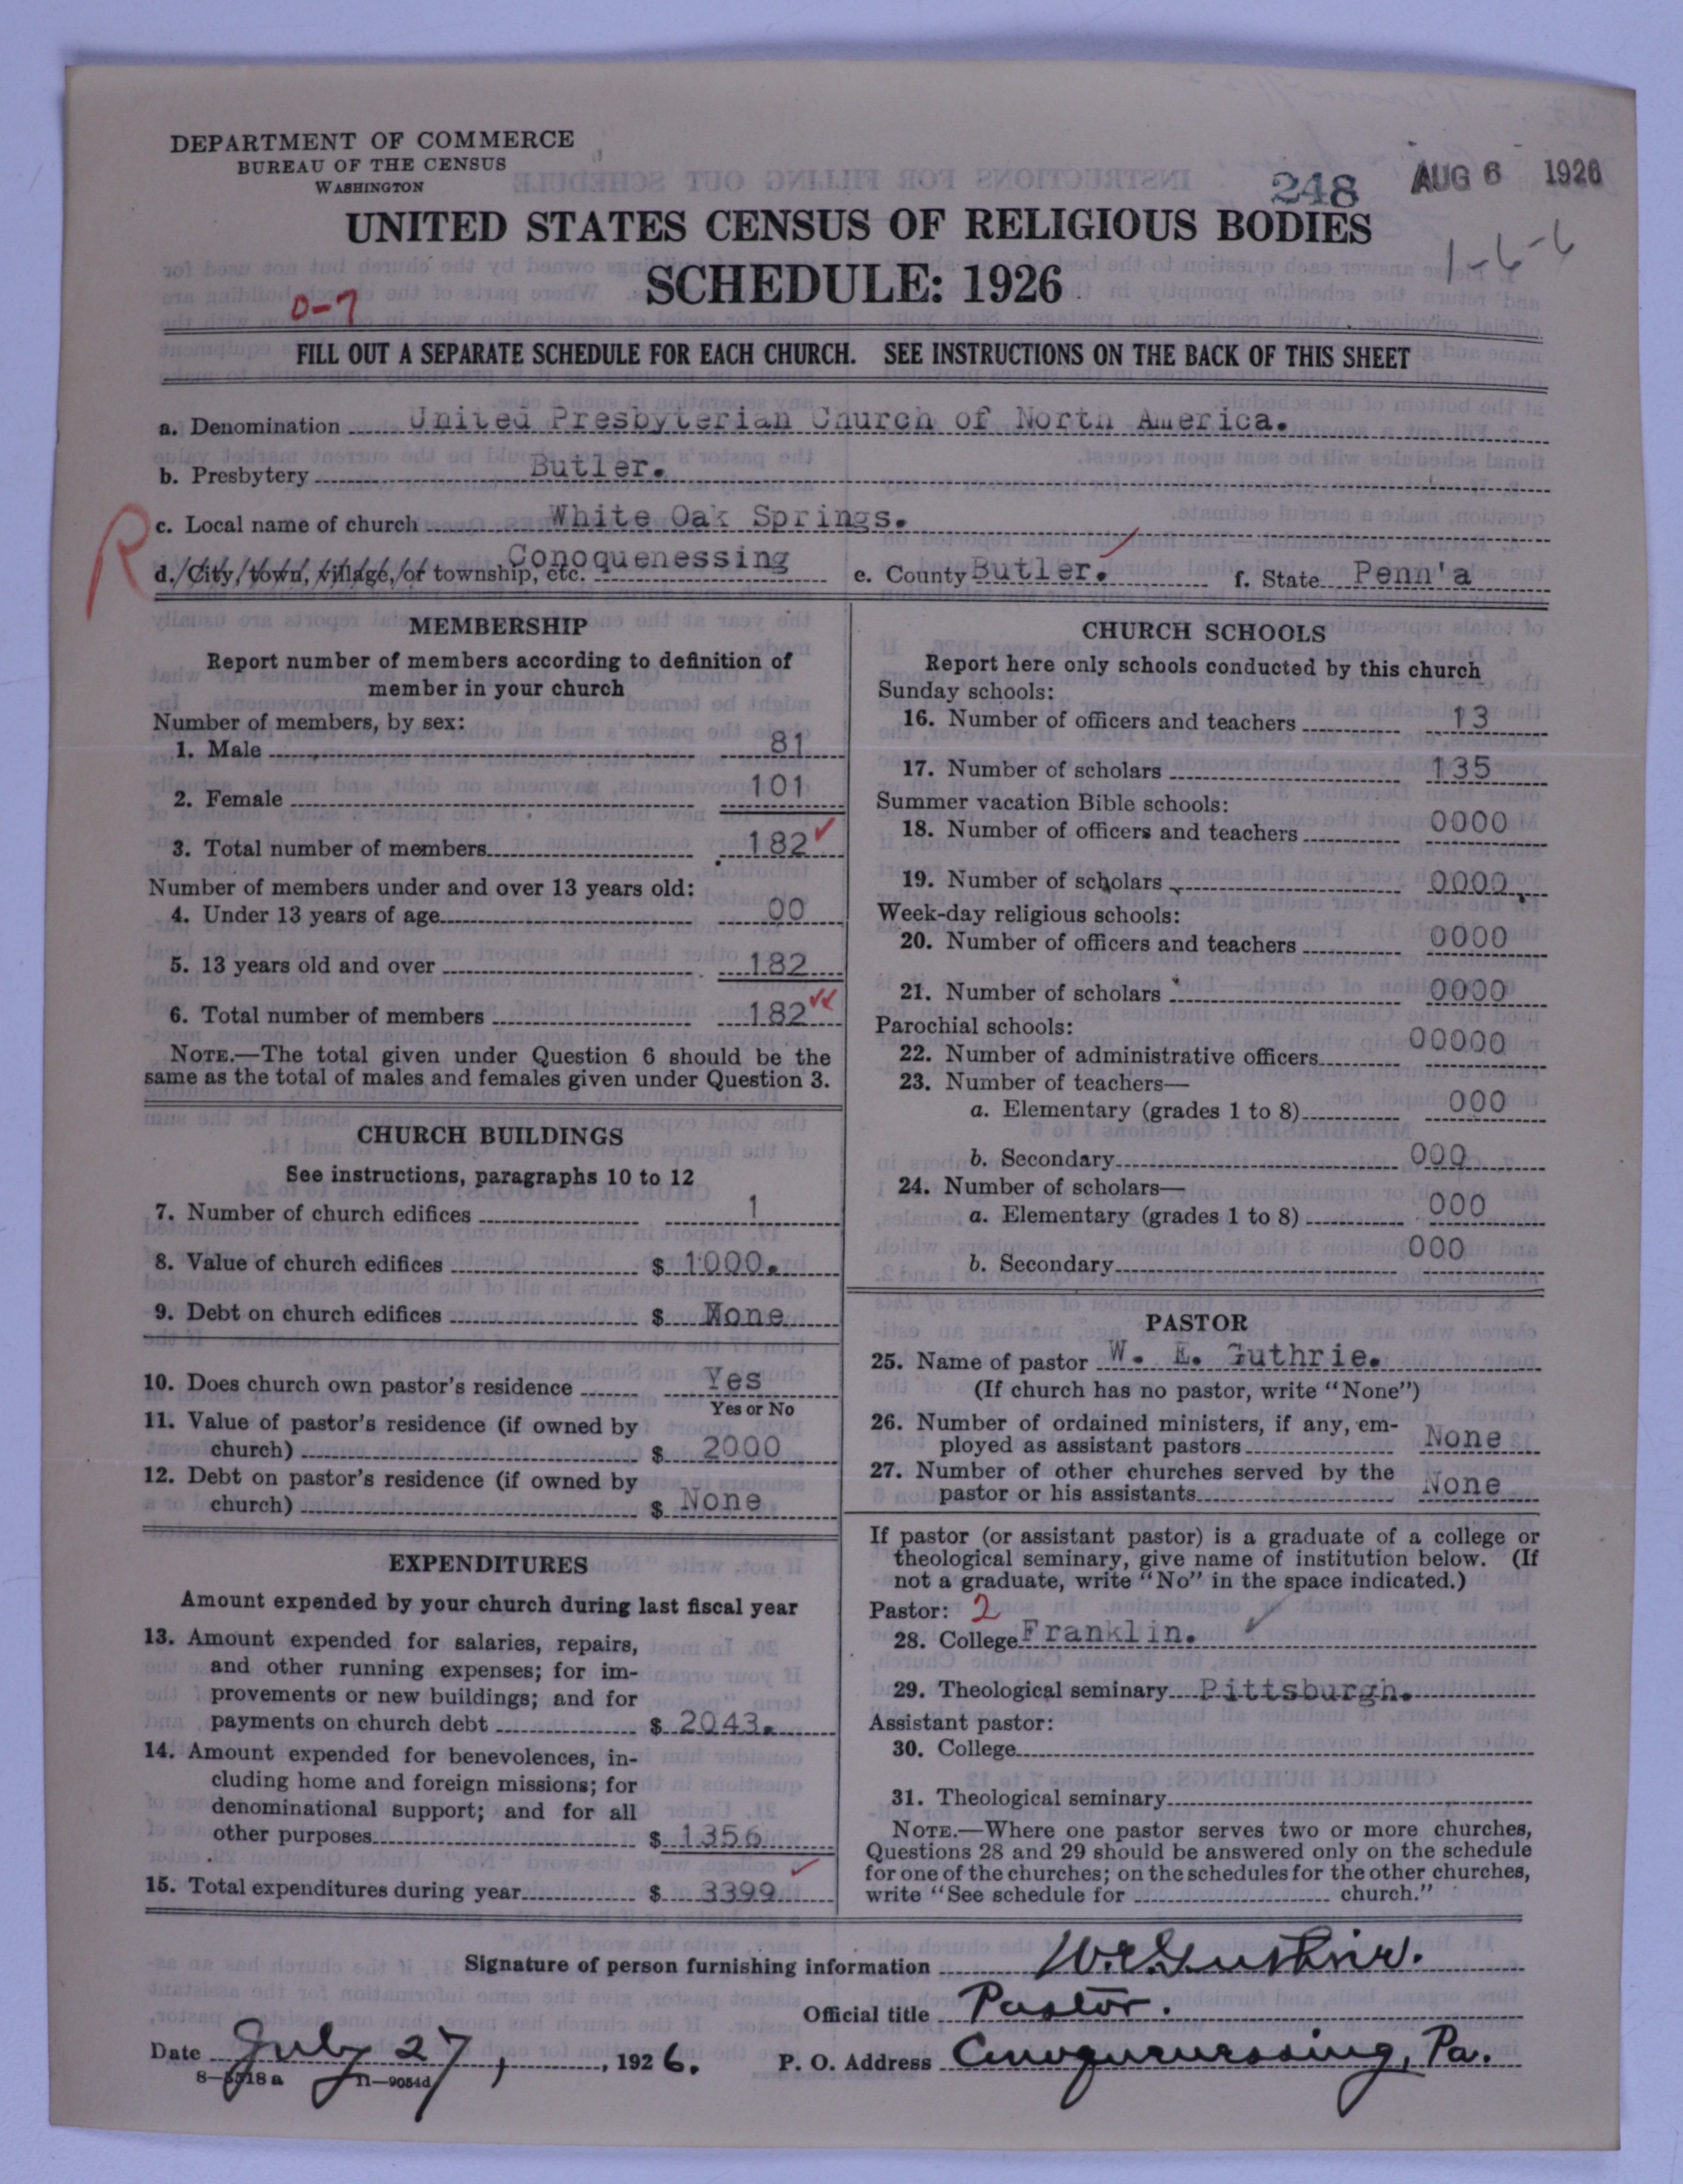 DEPARTMENT OF COMMERCE
BUREAU OF THE CENSUS
WASHINGTON
248
AUG 6 1926
UNITED STATES CENSUS OF RELIGIOUS BODIES
1-6-6
SCHEDULE: 1926
0-7
FILL OUT A SEPARATE SCHEDULE FOR EACH CHURCH. SEE INSTRUCTIONS ON THE BACK OF THIS SHEET
a. Denomination United Presbyterian Church of North America.
b. Presbytery Butler.
R
c. Local name of church White Oak Springs.
d. City, town, village, or township, etc. Conoquenessing e. County Butler. f. State Penn'a
MEMBERSHIP
Report number of members according to definition of
member in your church
Number of members, by sex:
1. Male 81
2. Female 101
3. Total number of members 182
Number of members under and over 13 years old:
4. Under 13 years of age 00
5. 13 years old and over 182
6. Total number of members 182
NOTE.—The total given under Question 6 should be the
same as the total of males and females given under Question 3.
CHURCH BUILDINGS
See instructions, paragraphs 10 to 12
7. Number of church edifices 1
8. Value of church edifices $ 1000.
9. Debt on church edifices $ None
10. Does church own pastor's residence Yes
Yes or No
11. Value of pastor's residence (if owned by
church) $ 2000
12. Debt on pastor's residence (if owned by
church) $ None
EXPENDITURES
Amount expended by your church during last fiscal year
13. Amount expended for salaries, repairs,
and other running expenses; for im-
provements or new buildings; and for
payments on church debt $ 2043.
14. Amount expended for benevolences, in-
cluding home and foreign missions; for
denominational support; and for all
other purposes $ 1356
15. Total expenditures during year $ 3399
CHURCH SCHOOLS
Report here only schools conducted by this church
Sunday schools:
16. Number of officers and teachers 13
17. Number of scholars 135
Summer vacation Bible schools:
18. Number of officers and teachers 0000
19. Number of scholars 0000
Week-day religious schools:
20. Number of officers and teachers 0000
21. Number of scholars 0000
Parochial schools:
22. Number of administrative officers 00000
23. Number of teachers—
a. Elementary (grades 1 to 8) 000
b. Secondary 000
24. Number of scholars—
a. Elementary (grades 1 to 8) 000
b. Secondary 000
PASTOR
25. Name of pastor W. E. Guthrie.
(If church has no pastor, write "None")
26. Number of ordained ministers, if any, em-
ployed as assistant pastors None
27. Number of other churches served by the
pastor or his assistants None
If pastor (or assistant pastor) is a graduate of a college or
theological seminary, give name of institution below. (If
not a graduate, write "No" in the space indicated.)
Pastor: 2
28. College Franklin.
29. Theological seminary Pittsburgh.
Assistant pastor:
30. College
31. Theological seminary
NOTE.—Where one pastor serves two or more churches,
Questions 28 and 29 should be answered only on the schedule
for one of the churches; on the schedules for the other churches,
write "See schedule for church."
Signature of person furnishing information W.E. Guthrie.
Official title Pastor.
Date July 27, 1926. P. O. Address Conoquenessing, Pa.
8-5518a 11-9054d